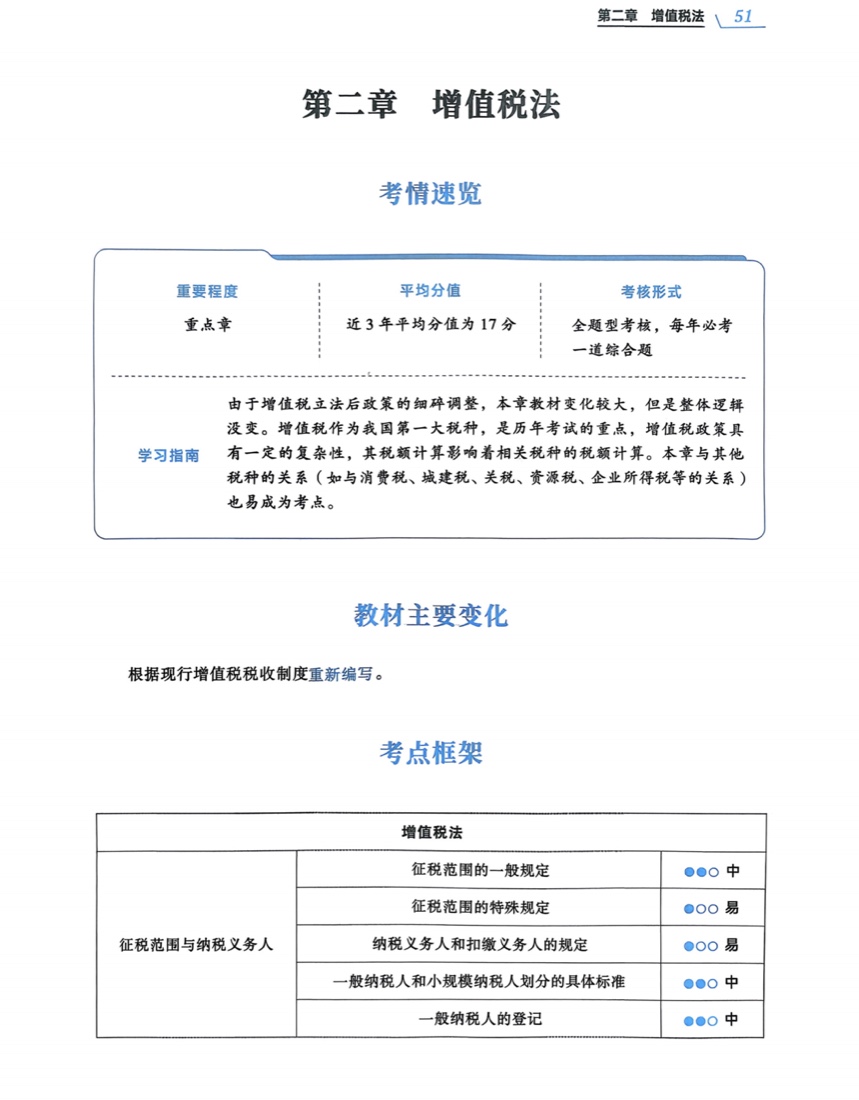 第二章 增值税法 51
第二章 增值税法
考情速览
重要程度 平均分值 考核形式
重点章 近3年平均分值为17分 全题型考核，每年必考
一道综合题
由于增值税立法后政策的细碎调整，本章教材变化较大，但是整体逻辑
没变。增值税作为我国第一大税种，是历年考试的重点，增值税政策具
学习指南 有一定的复杂性，其税额计算影响着相关税种的税额计算。本章与其他
税种的关系（如与消费税、城建税、关税、资源税、企业所得税等的关系）
也易成为考点。
教材主要变化
根据现行增值税税收制度重新编写。
考点框架
增值税法
征税范围的一般规定 中
征税范围的特殊规定 易
征税范围与纳税义务人 纳税义务人和扣缴义务人的规定 易
一般纳税人和小规模纳税人划分的具体标准 中
一般纳税人的登记 中